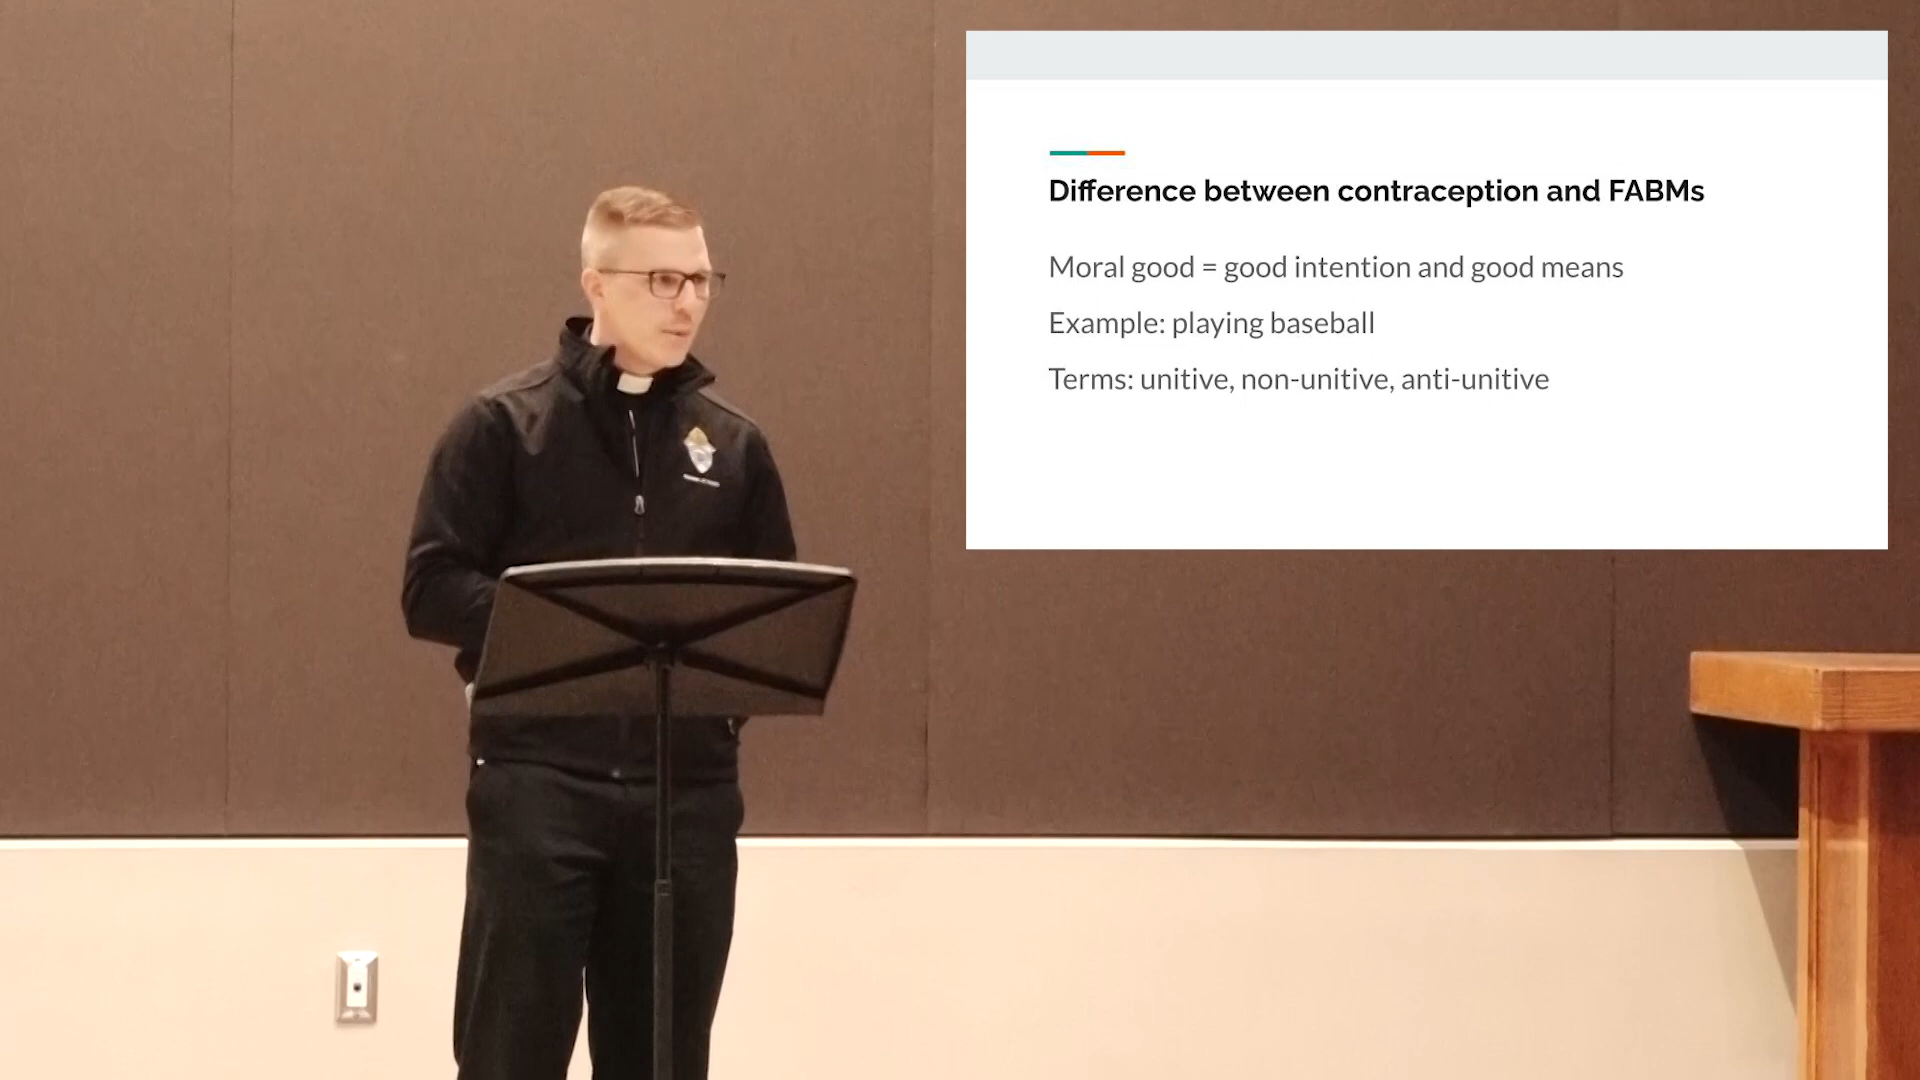 Difference between contraception and FABMs
Moral good = good intention and good means
Example: playing baseball
Terms: unitive, non-unitive, anti-unitive